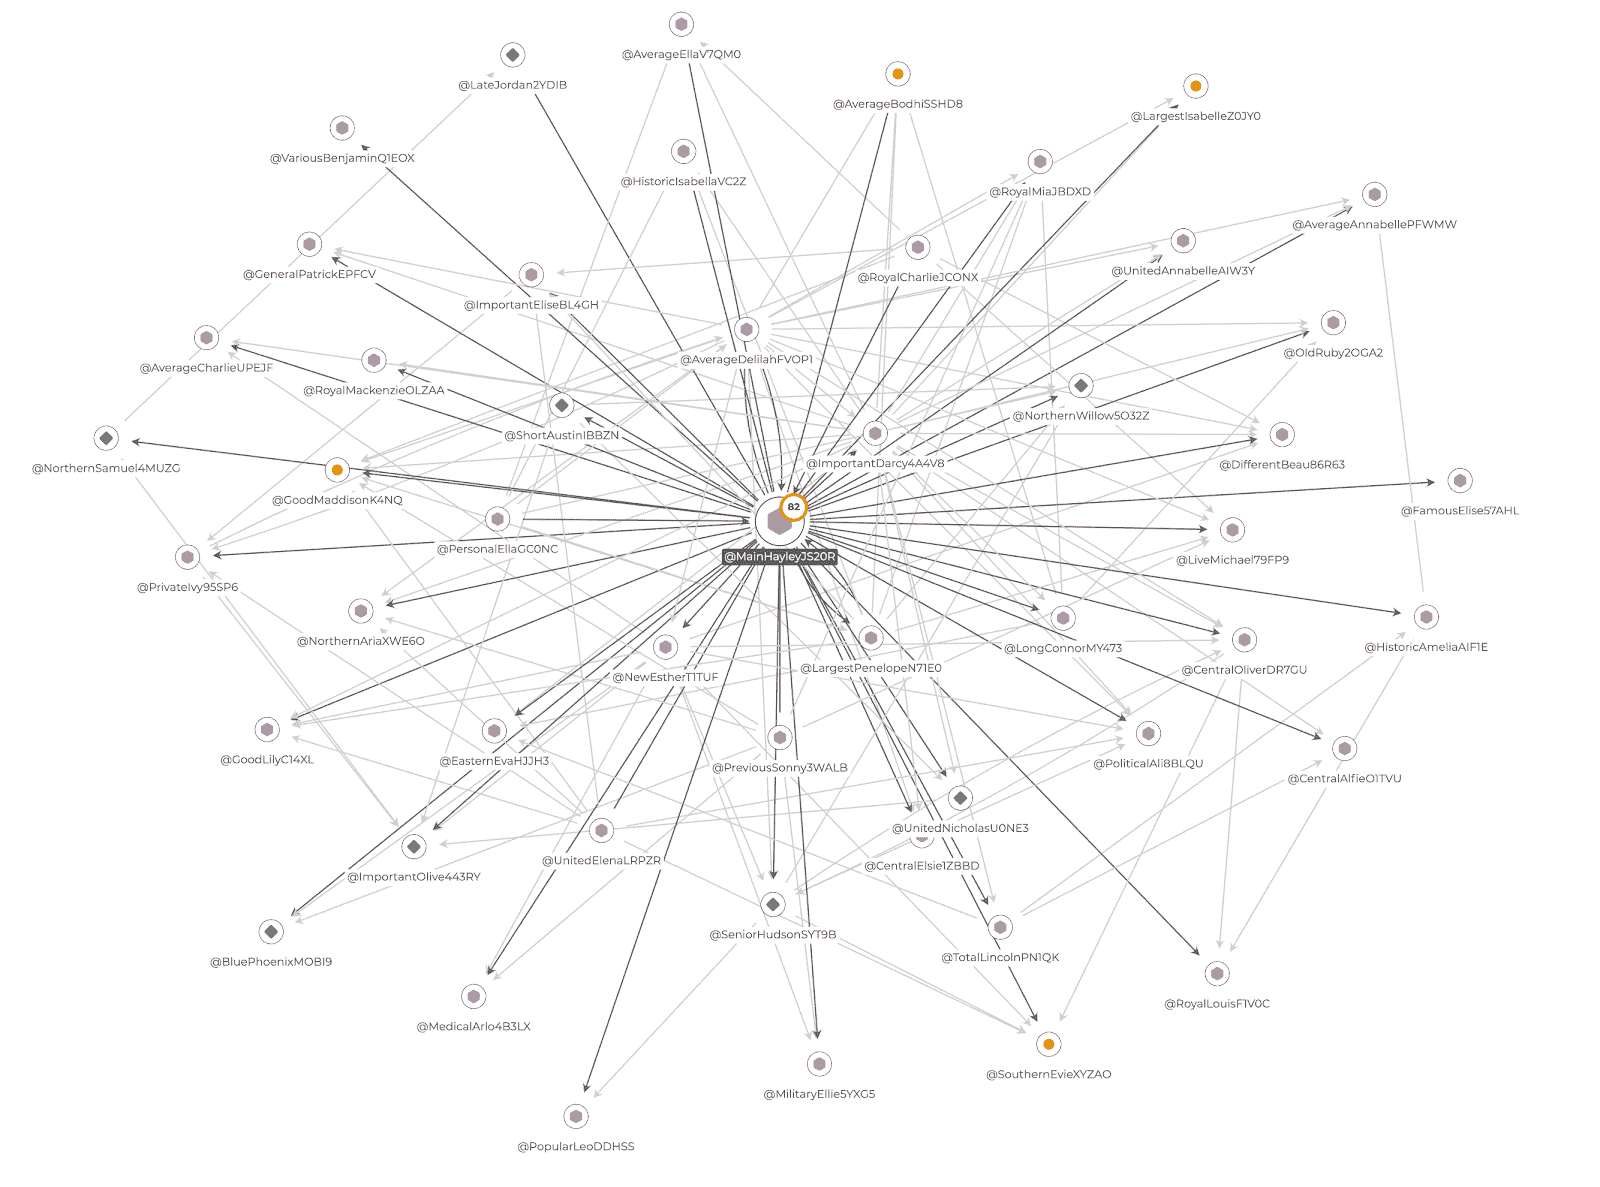 @AverageEllaV7QM0
@LateJordan2YDIB
@AverageBodhiSSHD8
@LargestIsabelleZ0JY0
@VariousBenjaminQ1EOX
@HistoricIsabellaVC2Z
@RoyalMiaJBDXD
@AverageAnnabellePFWMW
@GeneralPatrickEPFCV
@RoyalCharlieJCONX
@UnitedAnnabelleAIW3Y
@ImportantEliseBL4GH
@AverageDelilahFVOP1
@OldRuby2OGA2
@AverageCharlieUPEJF
@RoyalMackenzieOLZAA
@NorthernWillow5O32Z
@ShortAustinIBBZN
@ImportantDarcy4A4V8
@DifferentBeau86R63
@NorthernSamuel4MUZG
@GoodMaddisonK4NQ
82
@FamousElise57AHL
@PersonalEllaGC0NC
@MainHayleyJS20R
@LiveMichael79FP9
@PrivateIvy95SP6
@NorthernAriaXWE6O
@LongConnorMY473
@HistoricAmeliaAIF1E
@NewEstherT1TUF
@LargestPenelopeN71E0
@CentralOliverDR7GU
@GoodLilyC14XL
@EasternEvaHJJH3
@PreviousSonny3WALB
@PoliticalAli8BLQU
@CentralAlfieO1TVU
@UnitedNicholasU0NE3
@ImportantOlive443RY
@UnitedElenaLRPZR
@CentralElsie1ZBBD
@SeniorHudsonSYT9B
@BluePhoenixMOBI9
@TotalLincolnPN1QK
@RoyalLouisF1V0C
@MedicalArlo4B3LX
@SouthernEvieXYZAO
@MilitaryEllie5YXG5
@PopularLeoDDHSS